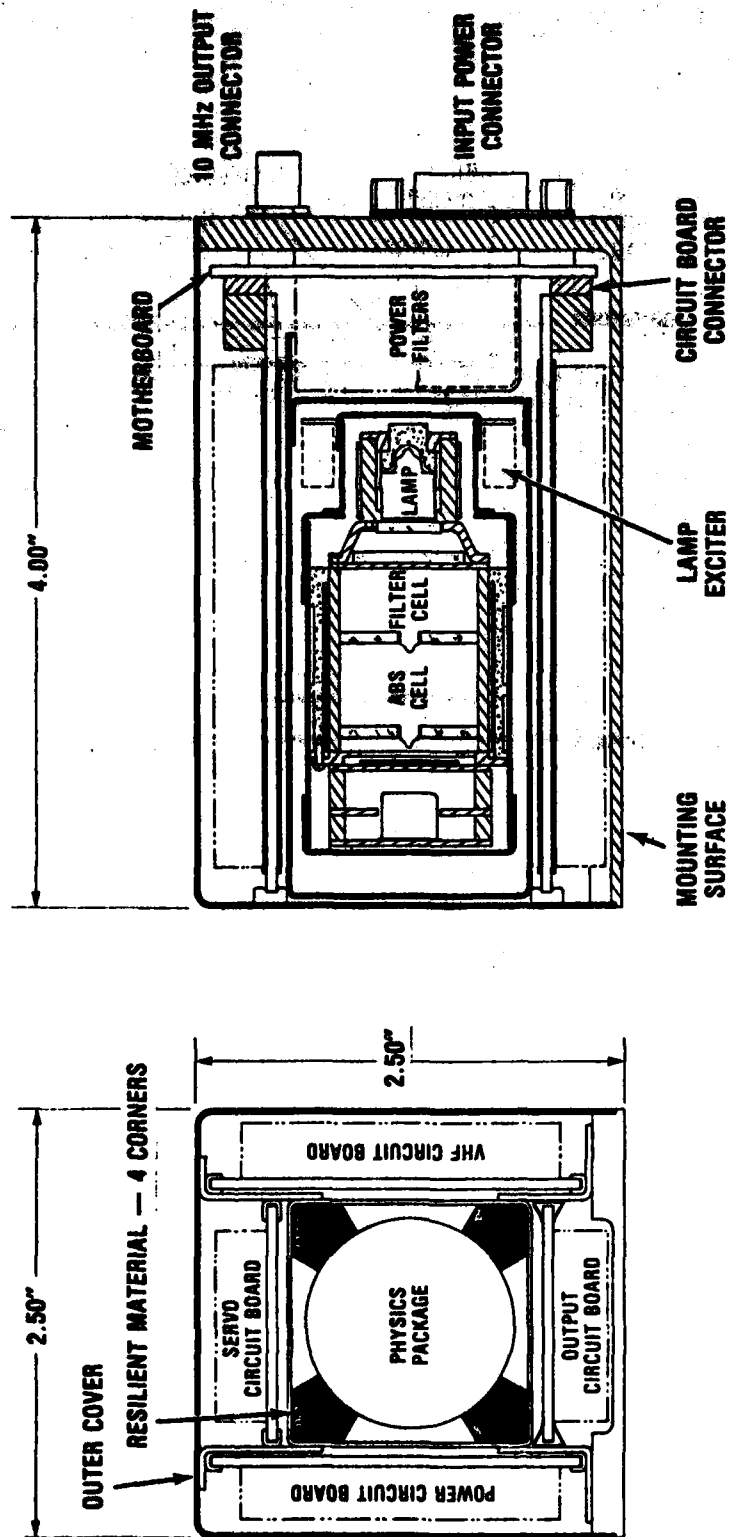 2.50"
OUTER COVER
RESILIENT MATERIAL — 4 CORNERS
SERVO
CIRCUIT BOARD
VHF CIRCUIT BOARD
PHYSICS
PACKAGE
POWER CIRCUIT BOARD
OUTPUT
CIRCUIT BOARD
2.50"
4.00"
MOTHERBOARD
10 MHz OUTPUT
CONNECTOR
POWER
FILTERS
ABS
CELL
FILTER
CELL
LAMP
INPUT POWER
CONNECTOR
MOUNTING
SURFACE
LAMP
EXCITER
CIRCUIT BOARD
CONNECTOR